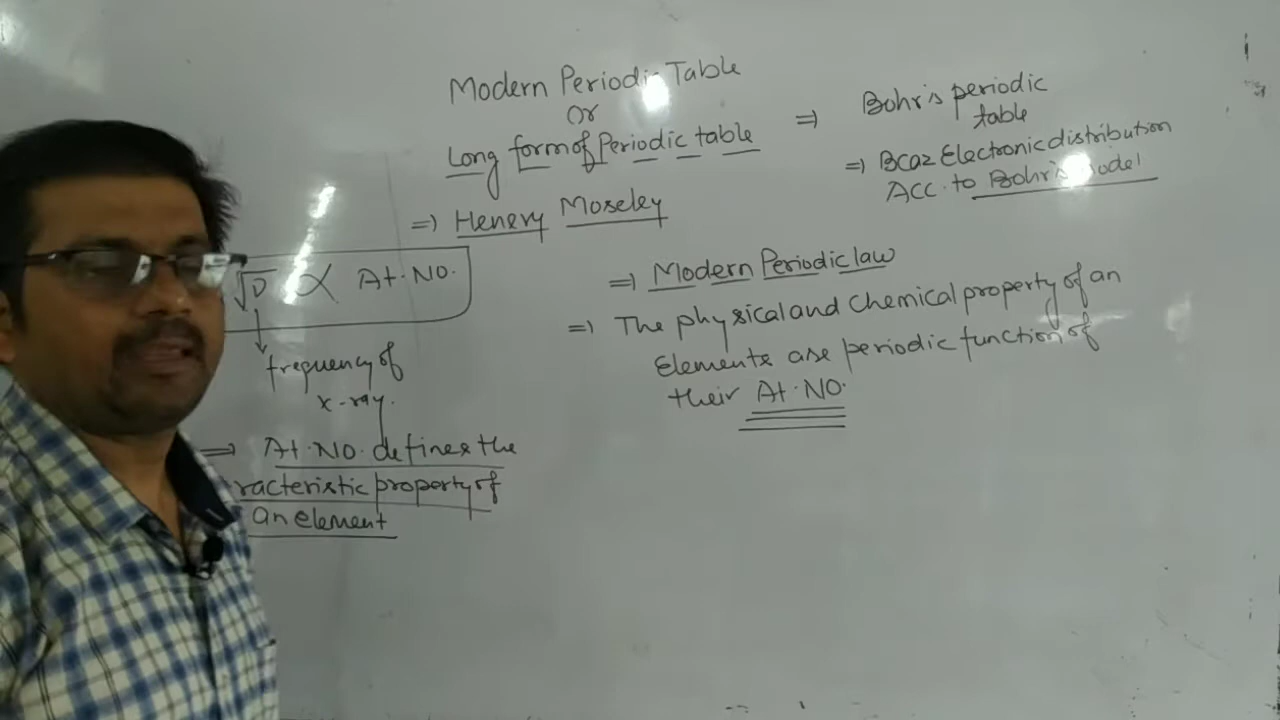 Modern Periodic Table
Or
Long form of Periodic table
⇒ Bohr's periodic
table
⇒ Bcaz Electronic distribution
Acc. to Bohr's Model
⇒ Henery Moseley
√ν ∝ At. No.
frequency of
x-ray.
⇒ At. No. defines the
racteristic property of
an element
⇒ Modern Periodic law
⇒ The physical and Chemical property of an
Elements are periodic function of
their At. No.